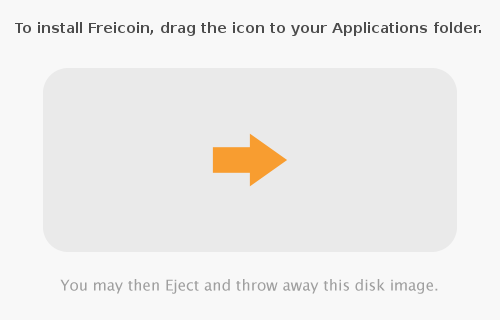 To install Freicoin, drag the icon to your Applications folder.
You may then Eject and throw away this disk image.